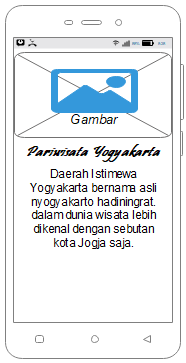 Gambar
Pariwisata Yogyakarta
Daerah Istimewa
Yogyakarta bernama asli
nyogyakarto hadiningrat.
dalam dunia wisata lebih
dikenal dengan sebutan
kota Jogja saja.